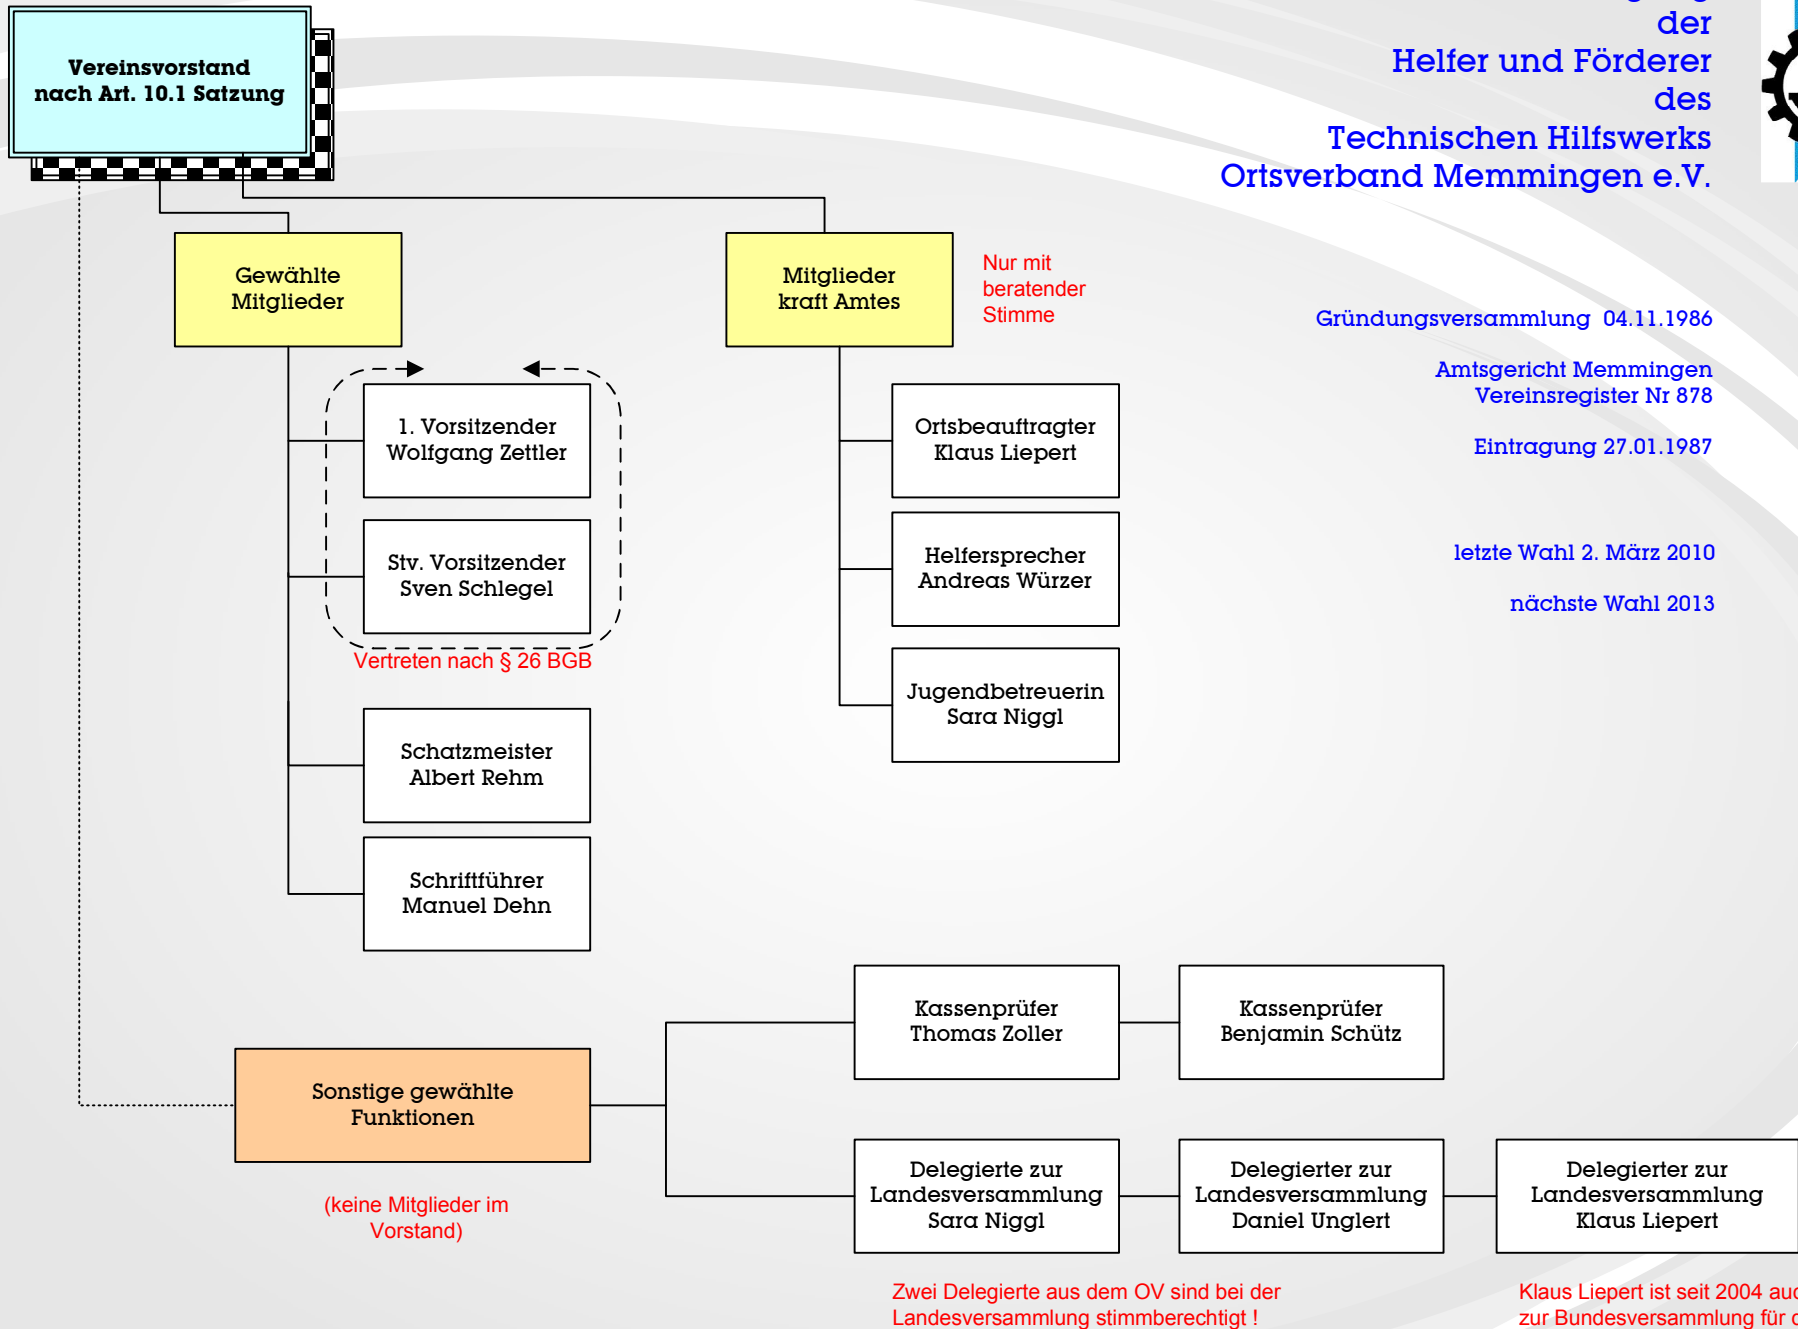 Vereinsvorstand
nach Art. 10.1 Satzung
der
Helfer und Förderer
des
Technischen Hilfswerks
Ortsverband Memmingen e.V.
Gewählte
Mitglieder
Mitglieder
kraft Amtes
Nur mit
beratender
Stimme
Gründungsversammlung 04.11.1986
Amtsgericht Memmingen
Vereinsregister Nr 878
Eintragung 27.01.1987
letzte Wahl 2. März 2010
nächste Wahl 2013
1. Vorsitzender
Wolfgang Zettler
Stv. Vorsitzender
Sven Schlegel
Vertreten nach § 26 BGB
Schatzmeister
Albert Rehm
Schriftführer
Manuel Dehn
Ortsbeauftragter
Klaus Liepert
Helfersprecher
Andreas Würzer
Jugendbetreuerin
Sara Niggl
Sonstige gewählte
Funktionen
(keine Mitglieder im
Vorstand)
Kassenprüfer
Thomas Zoller
Kassenprüfer
Benjamin Schütz
Delegierte zur
Landesversammlung
Sara Niggl
Delegierter zur
Landesversammlung
Daniel Unglert
Delegierter zur
Landesversammlung
Klaus Liepert
Zwei Delegierte aus dem OV sind bei der
Landesversammlung stimmberechtigt !
Klaus Liepert ist seit 2004
zur Bundesversammlung für